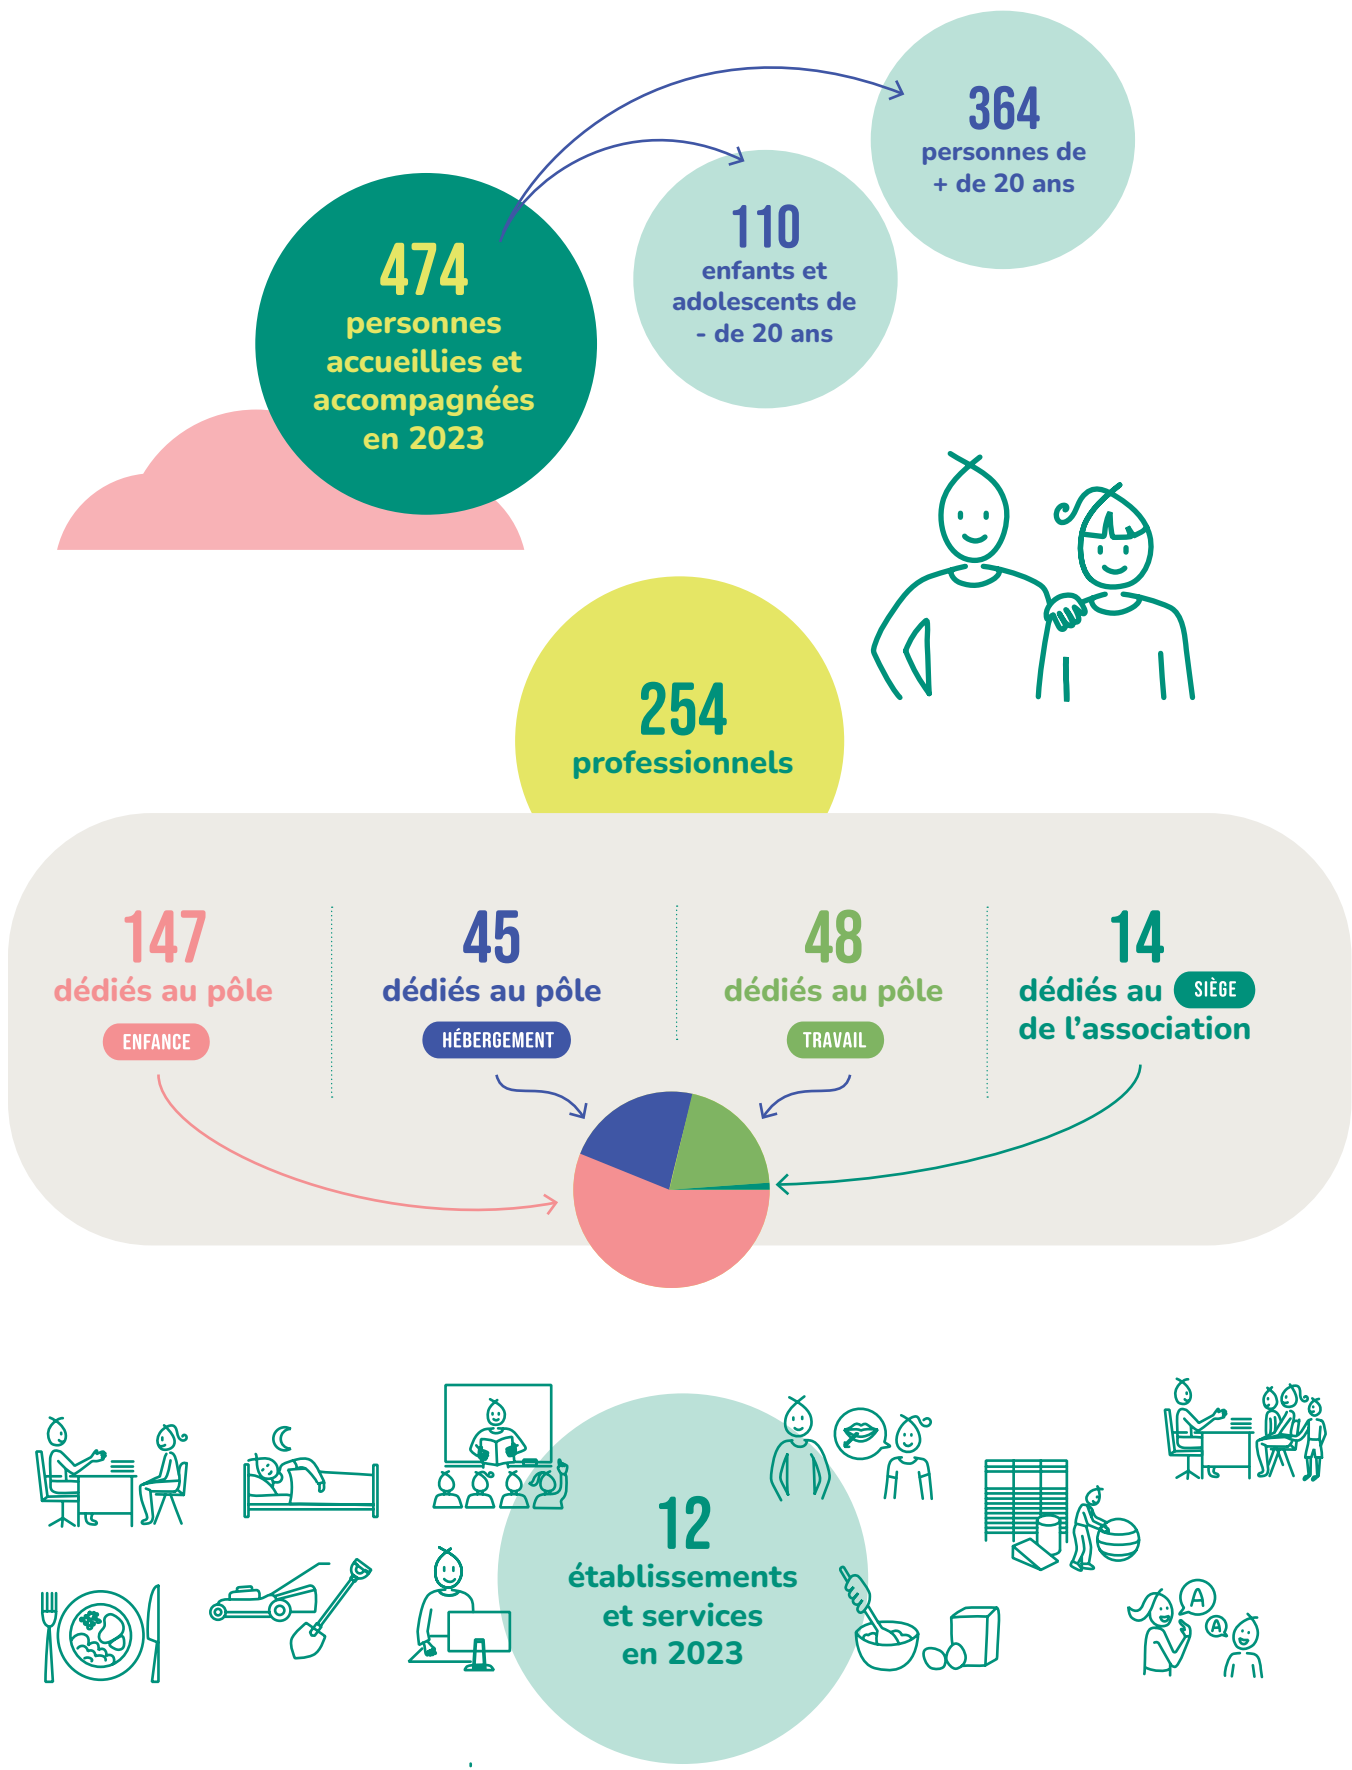 364
personnes de
+ de 20 ans
110
enfants et
adolescents de
- de 20 ans
474
personnes
accueillies et
accompagnées
en 2023
254
professionnels
147
dédiés au pôle
ENFANCE
45
dédiés au pôle
HÉBERGEMENT
48
dédiés au pôle
TRAVAIL
14
dédiés au SIÈGE
de l'association
12
établissements
et services
en 2023
A
A